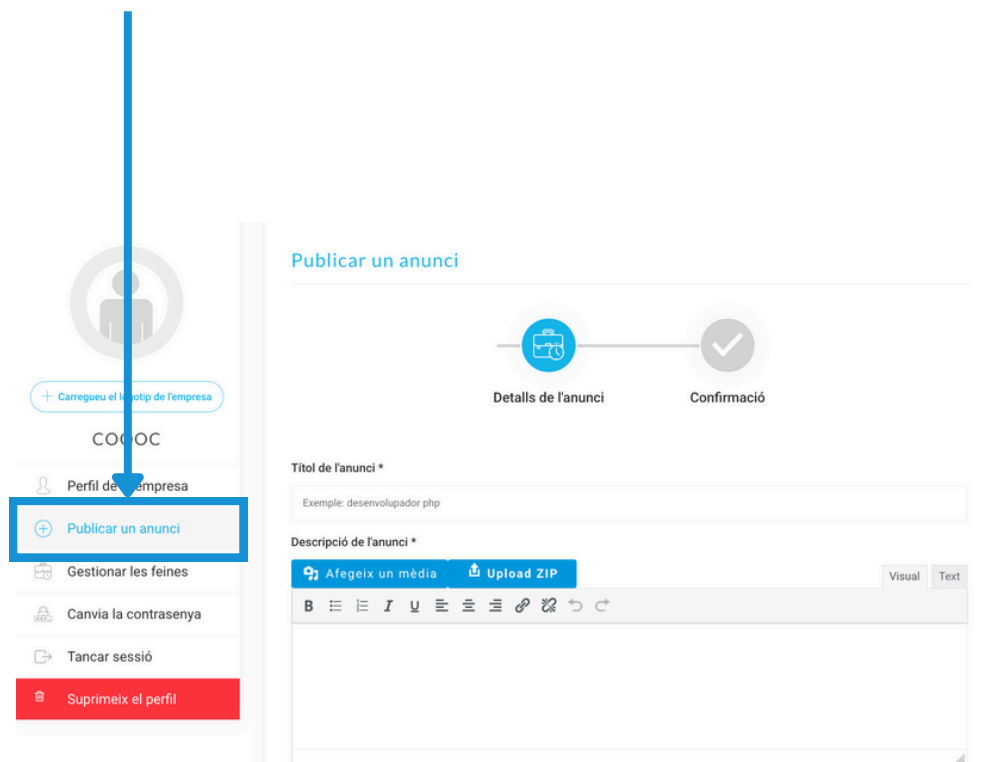 Publicar un anunci
Detalls de l'anunci
Confirmació
Carregueu el logotip de l'empresa
Perfil de l'empresa
Publicar un anunci
Gestionar les feines
Canvia la contrasenya
Tancar sessió
Suprimeix el perfil
Títol de l'anunci *
Exemple: desenvolupador php
Descripció de l'anunci *
Afegeix un mèdia
Upload ZIP
Visual
Text
B I U